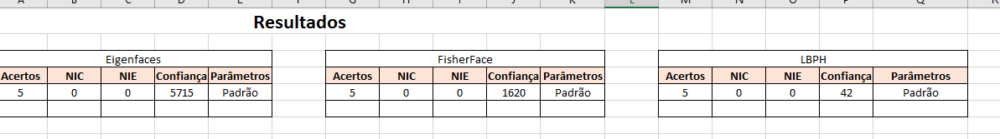 A B C D E F G H I J K L M N O P Q R
Resultados
Eigenfaces FisherFace LBPH
Acertos NIC NIE Confiança Parâmetros Acertos NIC NIE Confiança Parâmetros Acertos NIC NIE Confiança Parâmetros
5 0 0 5715 Padrão 5 0 0 1620 Padrão 5 0 0 42 Padrão